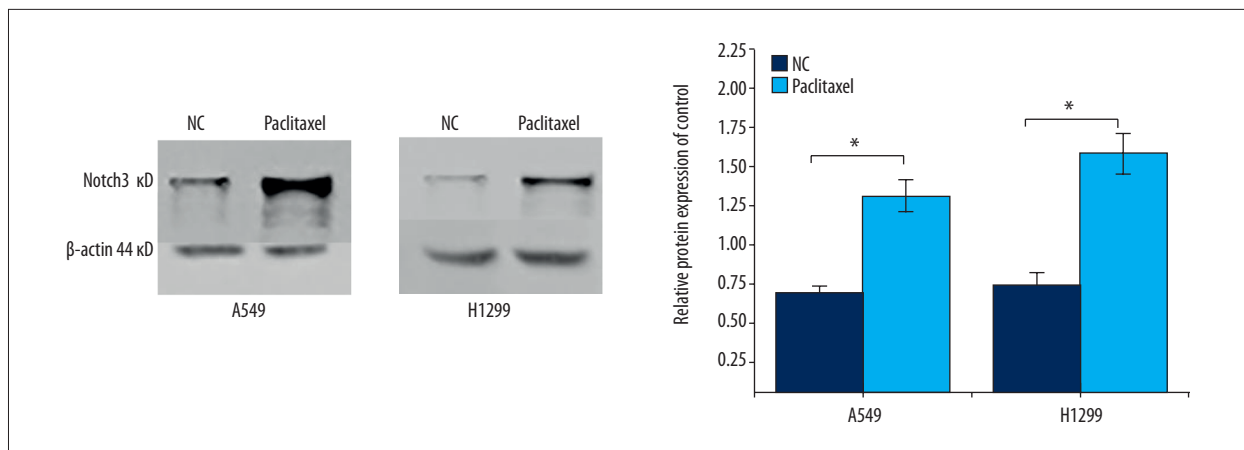 NC Paclitaxel
Notch3 κD
β-actin 44 κD
A549
NC Paclitaxel
H1299
Relative protein expression of control
2.25
2.00
1.75
1.50
1.25
1.00
0.75
0.50
0.25
NC
Paclitaxel
*
*
A549 H1299